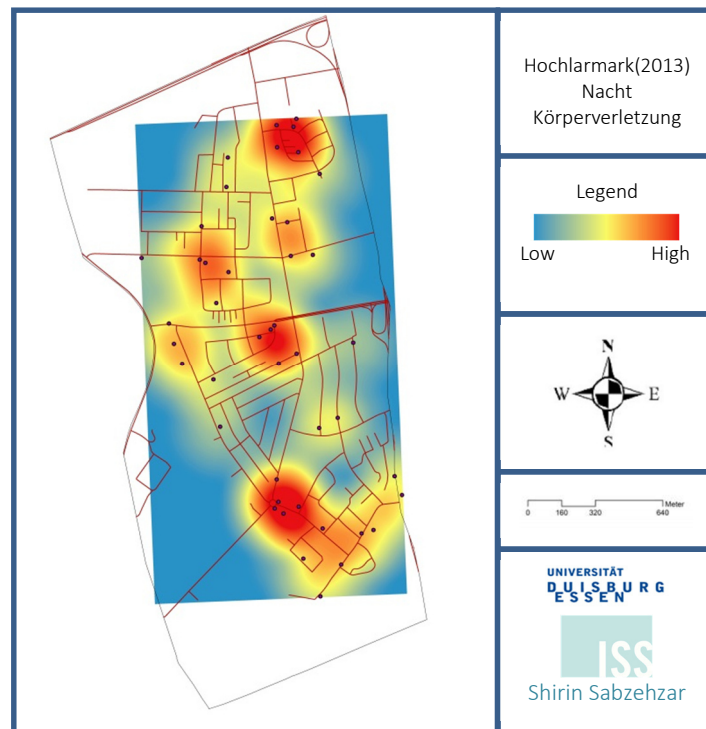 Hochlarmark(2013)
Nacht
Körperverletzung
Legend
Low High
N
W E
S
Meter
0 160 320 640
UNIVERSITÄT
DUISBURG
ESSEN
ISS
Shirin Sabzehzar